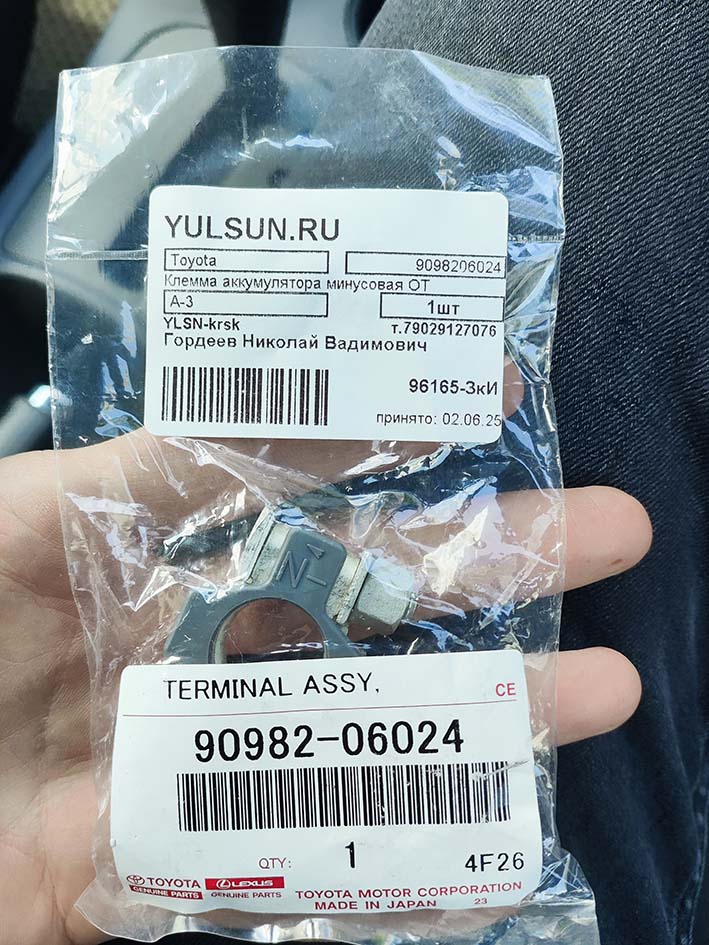 YULSUN.RU
Toyota 9098206024
Клемма аккумулятора минусовая ОТ
А-3 1шт
YLSN-krsk т.79029127076
Гордеев Николай Вадимович
96165-ЗкИ
принято: 02.06.25
N
TERMINAL ASSY,
CE
90982-06024
QTY: 1 4F26
TOYOTA LEXUS TOYOTA MOTOR CORPORATION
GENUINE PARTS GENUINE PARTS MADE IN JAPAN 23